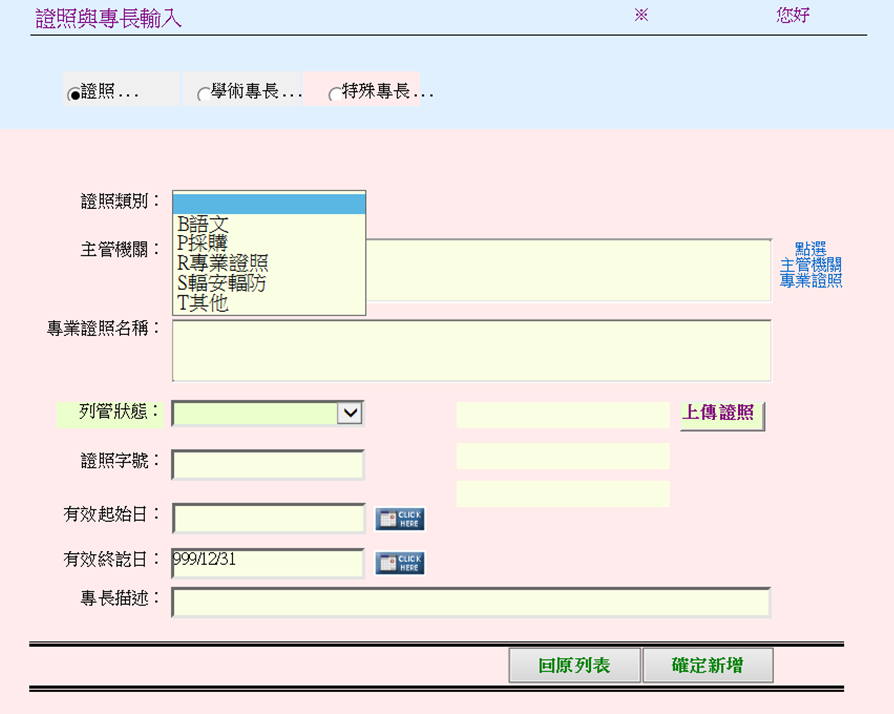 證照與專長輸入 ※ 您好
證照... 學術專長... 特殊專長...
證照類別：
B語文
P採購
R專業證照
S輻安輻防
T其他
主管機關：
點選
主管機關
專業證照
專業證照名稱：
列管狀態：
上傳證照
證照字號：
有效起始日：
CLICK
HERE
有效終訖日：
999/12/31
CLICK
HERE
專長描述：
回原列表 確定新增